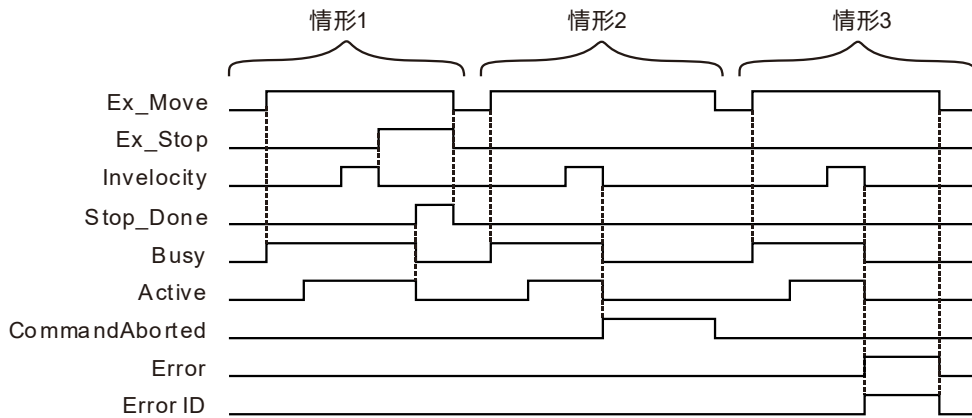 情形1 情形2 情形3
Ex_Move
Ex_Stop
Invelocity
Stop_Done
Busy
Active
CommandAborted
Error
Error ID